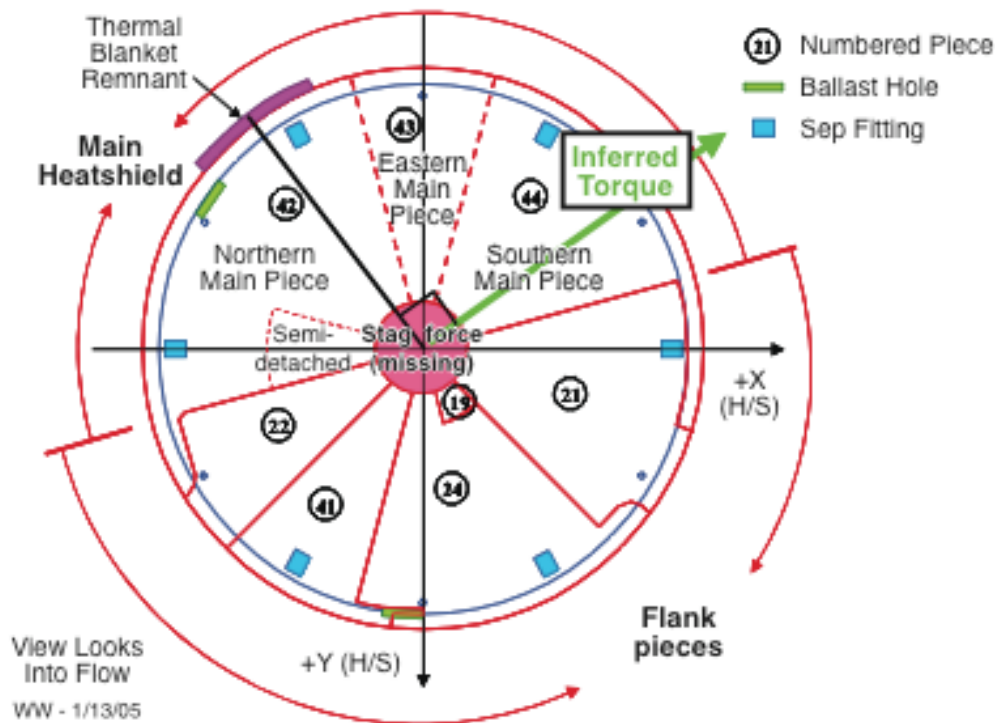 Thermal
Blanket
Remnant
Main
Heatshield
21 Numbered Piece
Ballast Hole
Sep Fitting
43
Eastern
Main
Piece
42
44
Inferred
Torque
Northern
Main Piece
Southern
Main Piece
Semi-
detached
Stag force
(missing)
+X
(H/S)
19
21
22
24
41
Flank
pieces
+Y (H/S)
View Looks
Into Flow
WW - 1/13/05